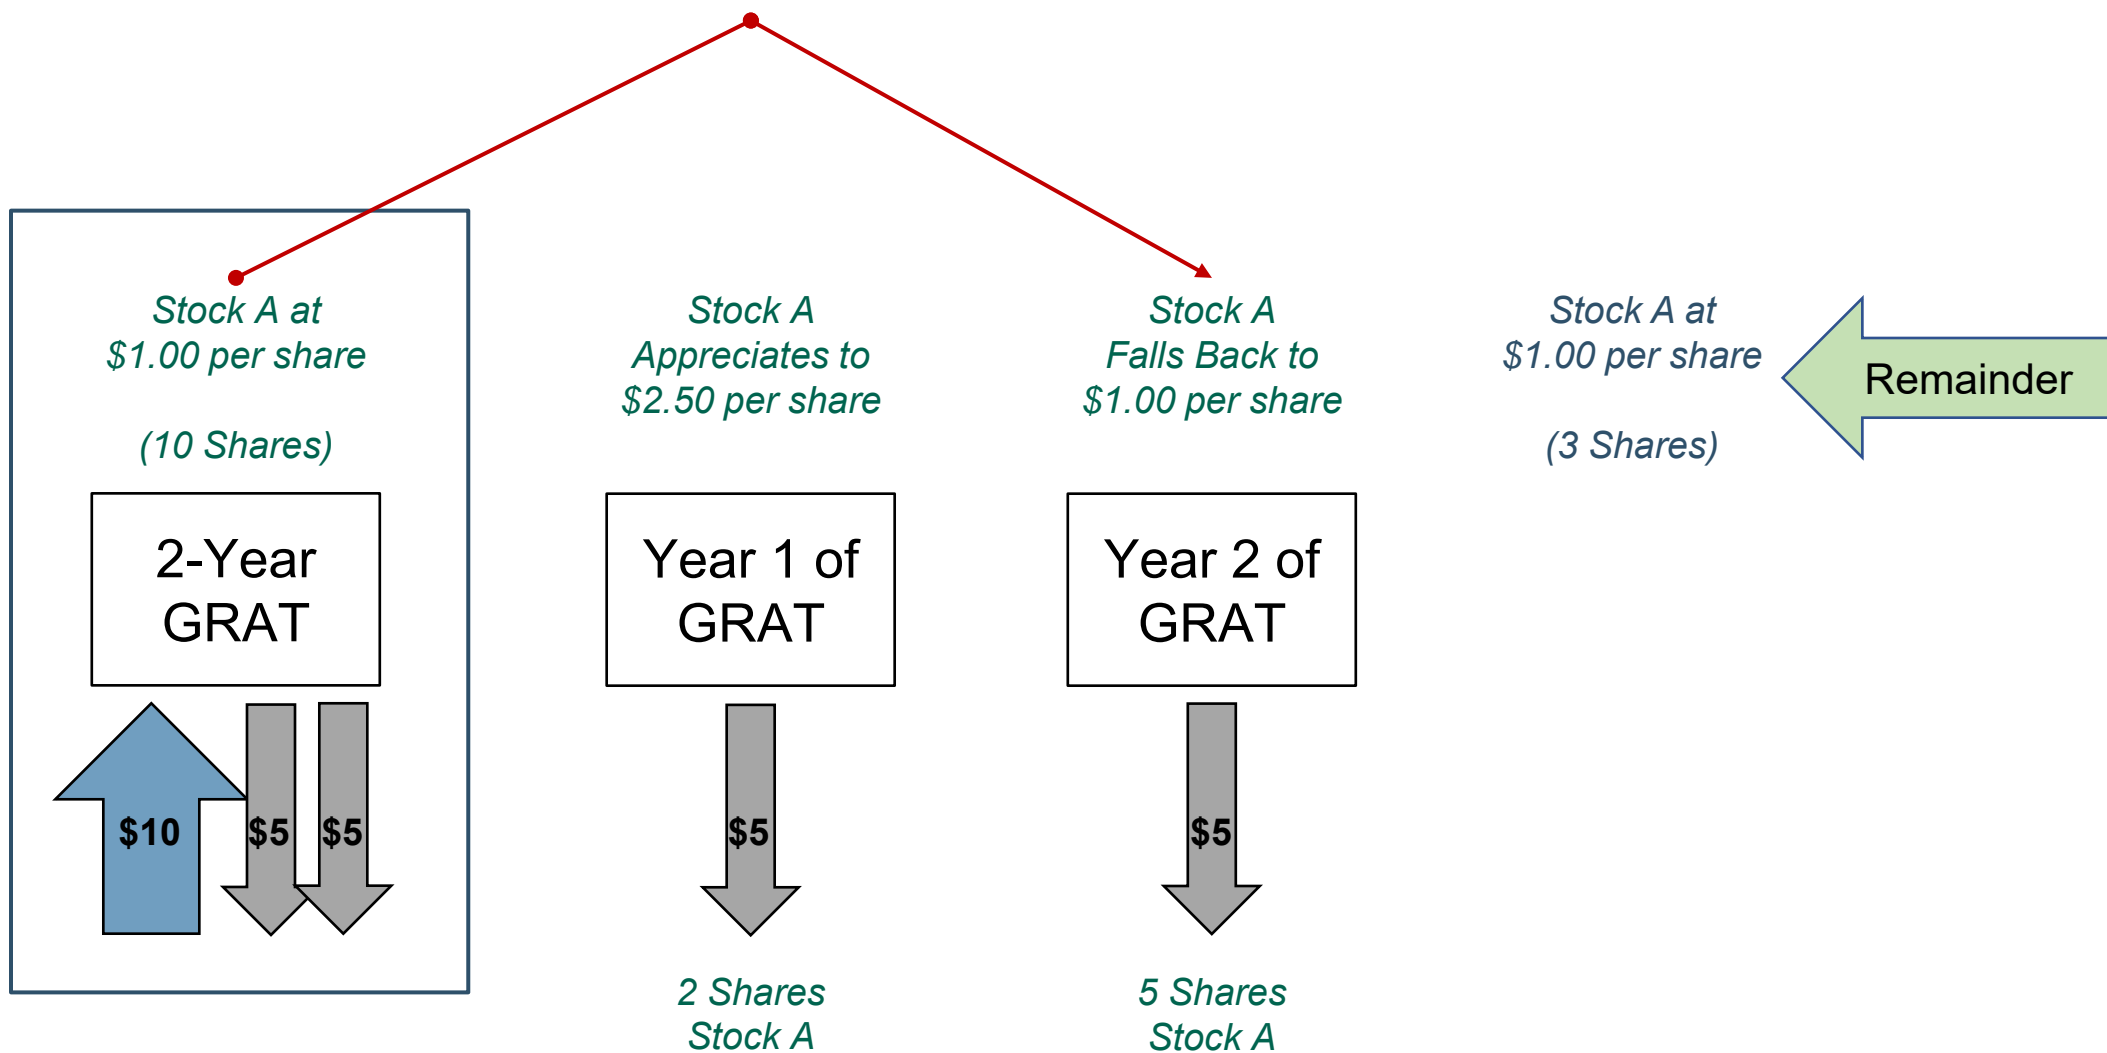 Stock A at
$1.00 per share
(10 Shares)
2-Year
GRAT
$10
$5
$5
Stock A
Appreciates to
$2.50 per share
Year 1 of
GRAT
$5
2 Shares
Stock A
Stock A
Falls Back to
$1.00 per share
Year 2 of
GRAT
$5
5 Shares
Stock A
Stock A at
$1.00 per share
(3 Shares)
Remainder